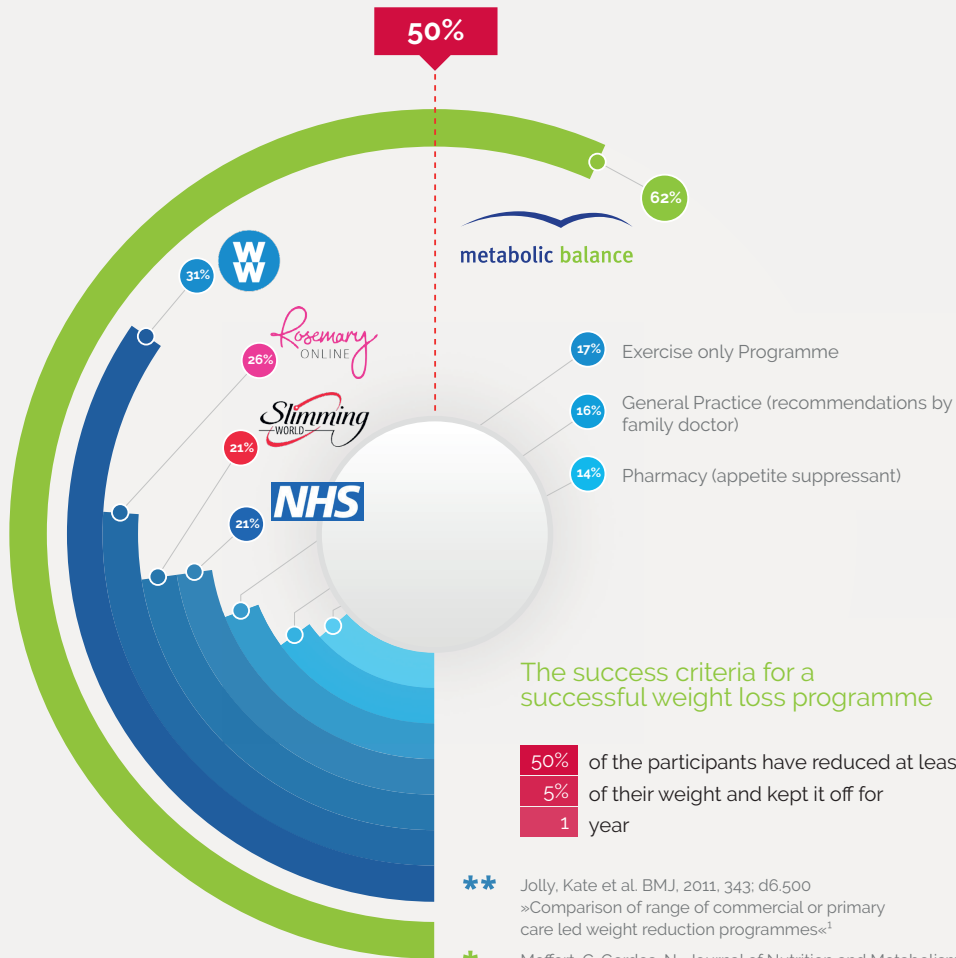 50%
62%
metabolic balance
31%
W
W
Rosemary
ONLINE
26%
Slimming
WORLD
21%
NHS
21%
17% Exercise only Programme
16% General Practice (recommendations by
family doctor)
14% Pharmacy (appetite suppressant)
The success criteria for a
successful weight loss programme
50% of the participants have reduced at leas
5% of their weight and kept it off for
1 year
** Jolly, Kate et al. BMJ, 2011, 343; d6.500
»Comparison of range of commercial or primary
care led weight reduction programmes«¹
*